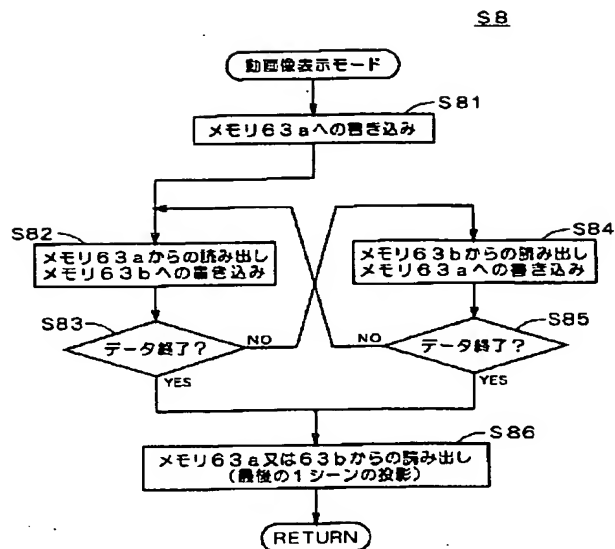 S8
動画像表示モード
S81
メモリ63aへの書き込み
S82
メモリ63aからの読み出し
メモリ63bへの書き込み
S84
メモリ63bからの読み出し
メモリ63aへの書き込み
S83
データ終了?
NO
YES
S85
データ終了?
NO
YES
S86
メモリ63a又は63bからの読み出し
(最後の1シーンの投影)
RETURN